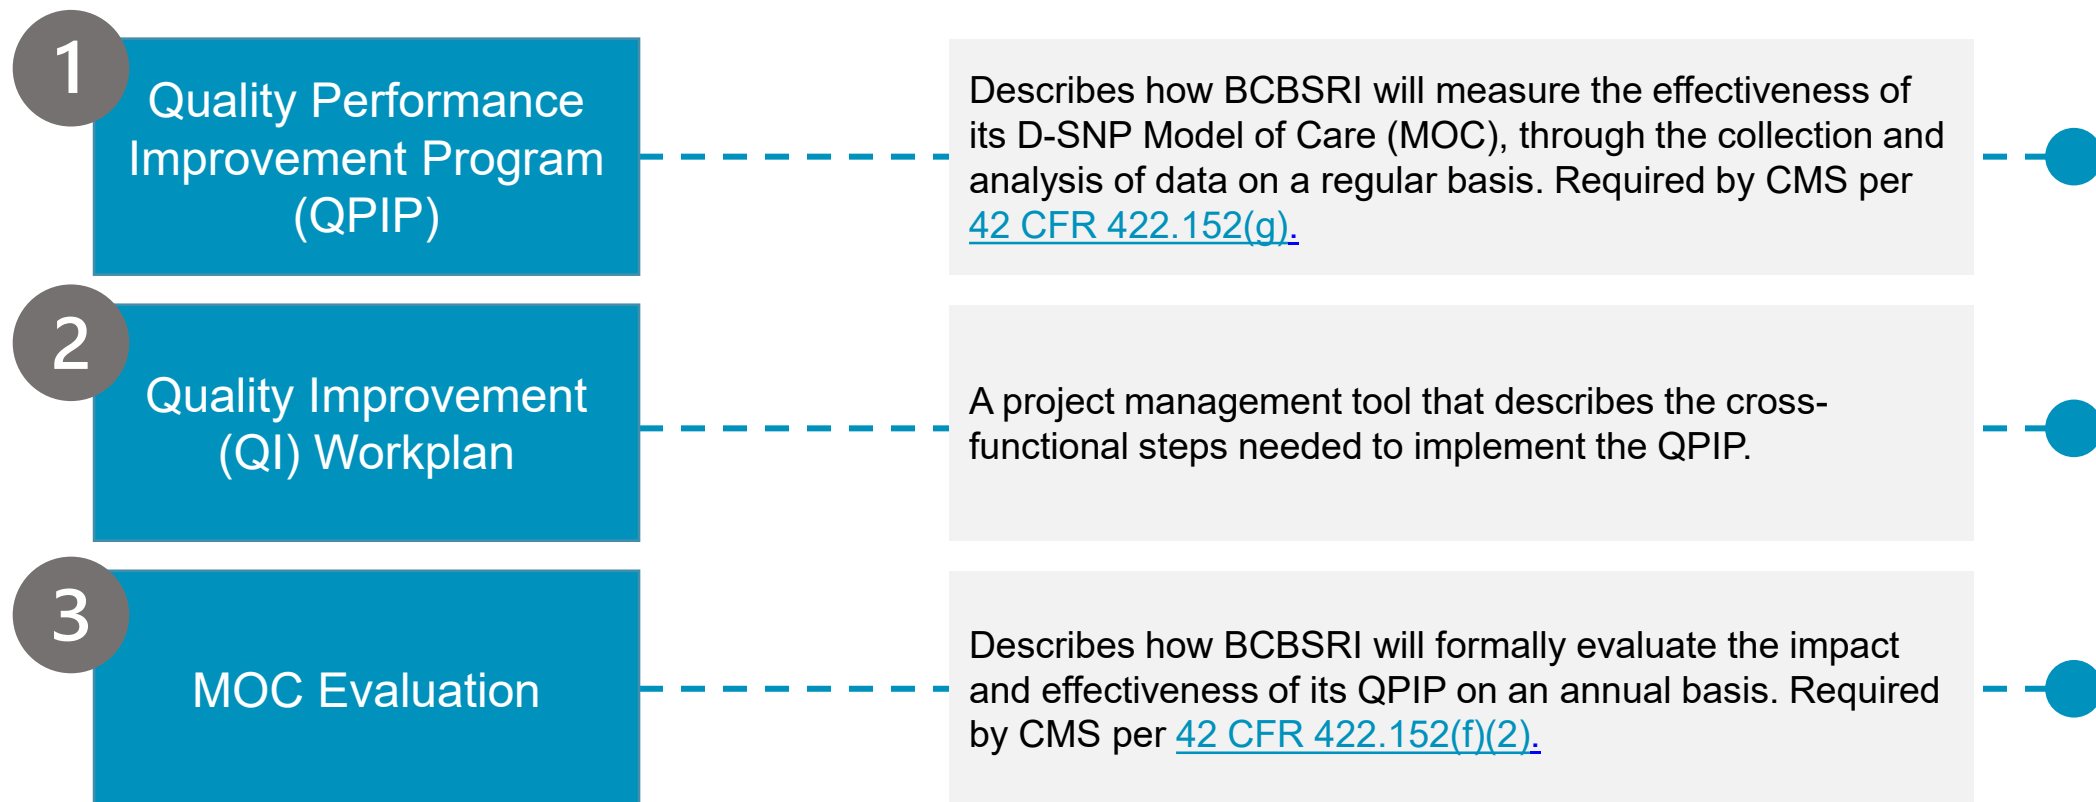 1
Quality Performance
Improvement Program
(QPIP)
Describes how BCBSRI will measure the effectiveness of
its D-SNP Model of Care (MOC), through the collection and
analysis of data on a regular basis. Required by CMS per
42 CFR 422.152(g).
2
Quality Improvement
(QI) Workplan
A project management tool that describes the cross-
functional steps needed to implement the QPIP.
3
MOC Evaluation
Describes how BCBSRI will formally evaluate the impact
and effectiveness of its QPIP on an annual basis. Required
by CMS per 42 CFR 422.152(f)(2).